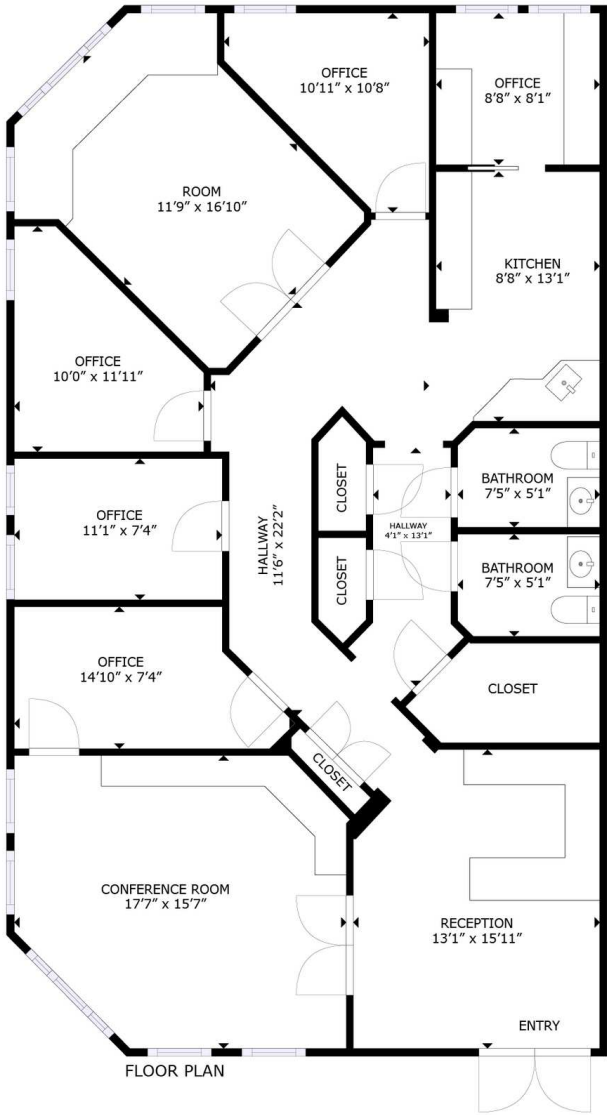 OFFICE
10'11" x 10'8"
OFFICE
8'8" x 8'1"
ROOM
11'9" x 16'10"
KITCHEN
8'8" x 13'1"
OFFICE
10'0" x 11'11"
CLOSET
BATHROOM
7'5" x 5'1"
OFFICE
11'1" x 7'4"
HALLWAY
11'6" x 22'2"
HALLWAY
4'1" x 13'1"
CLOSET
BATHROOM
7'5" x 5'1"
OFFICE
14'10" x 7'4"
CLOSET
CLOSET
CONFERENCE ROOM
17'7" x 15'7"
RECEPTION
13'1" x 15'11"
ENTRY
FLOOR PLAN